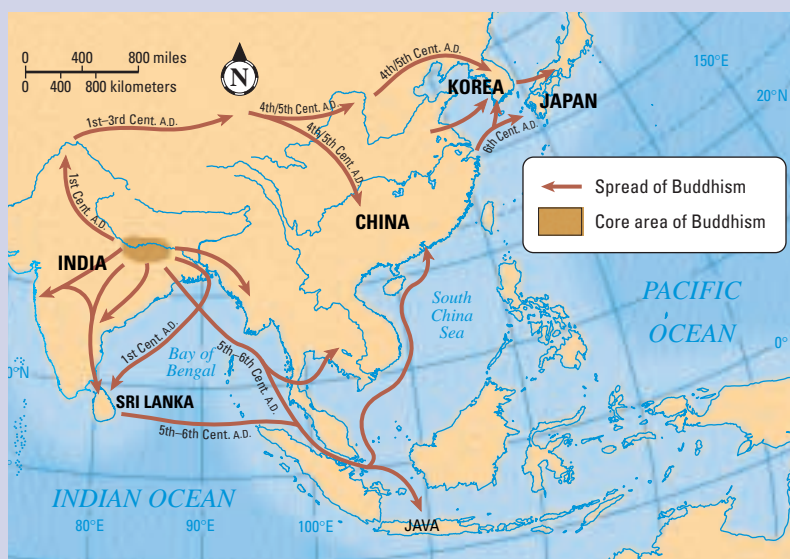 0 400 800 miles
0 400 800 kilometers
N
150°E
20°N
4th/5th Cent. A.D.
KOREA
JAPAN
1st–3rd Cent. A.D.
4th/5th Cent. A.D.
4th/5th Cent. A.D.
6th Cent. A.D.
Spread of Buddhism
Core area of Buddhism
1st Cent. A.D.
CHINA
INDIA
South
China
Sea
PACIFIC
OCEAN
1st Cent. A.D.
Bay of
Bengal
5th–6th Cent. A.D.
0°
SRI LANKA
5th–6th Cent. A.D.
INDIAN OCEAN
80°E
90°E
100°E
JAVA